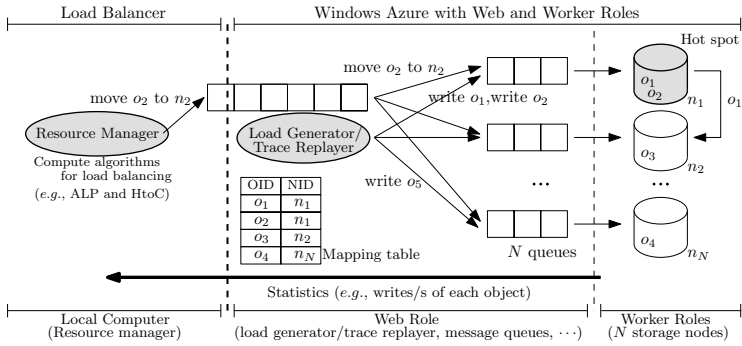 Load Balancer
Windows Azure with Web and Worker Roles
Hot spot
move o₂ to n₂
move o₂ to n₂
write o₁,write o₂
o₁
o₂
n₁
o₁
Resource Manager
Load Generator/
Trace Replayer
Compute algorithms
for load balancing
(e.g., ALP and HtoC)
o₃
n₂
write o₅
...
...
OID NID
o₁ n₁
o₂ n₁
o₃ n₂
o₄ n_N
Mapping table
N queues
o₄
n_N
Statistics (e.g., writes/s of each object)
Local Computer
(Resource manager)
Web Role
(load generator/trace replayer, message queues, ···)
Worker Roles
(N storage nodes)